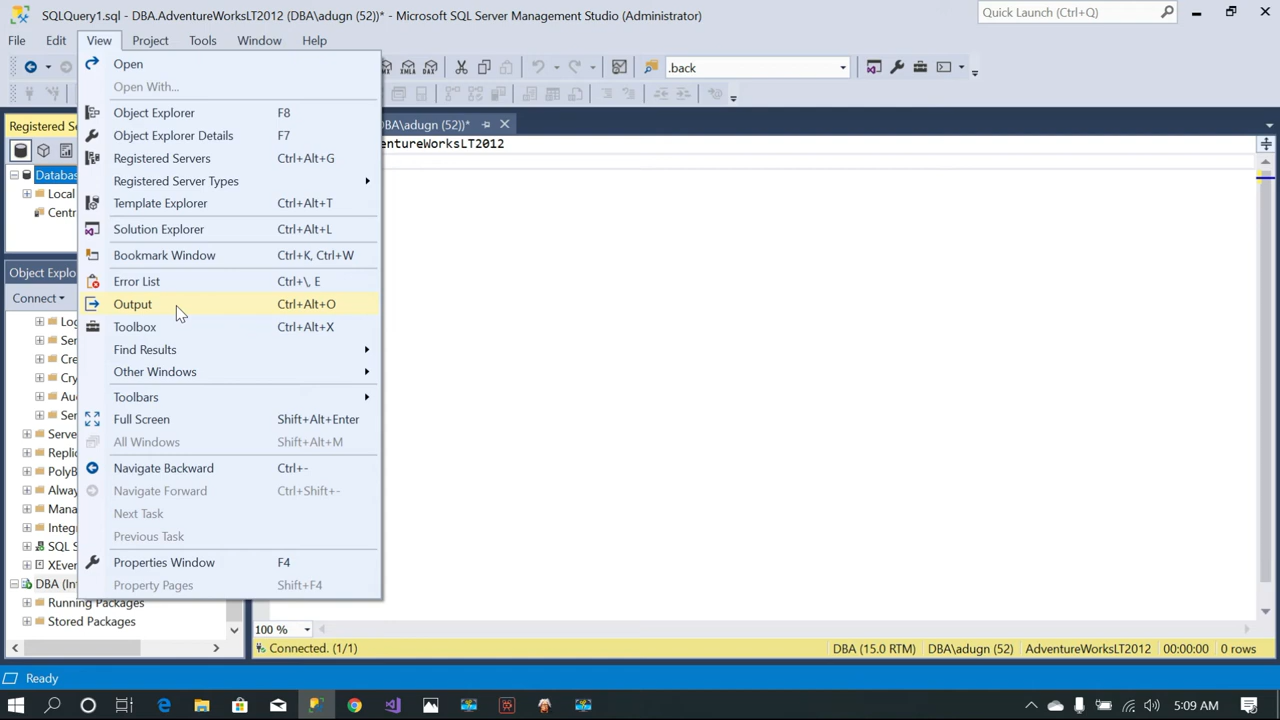 SQLQuery1.sql - DBA.AdventureWorksLT2012 (DBA\adugn (52))* - Microsoft SQL Server Management Studio (Administrator)
Quick Launch (Ctrl+Q)
File Edit View Project Tools Window Help
.back
Open
Open With...
Object Explorer F8
Object Explorer Details F7
Registered Servers Ctrl+Alt+G
Registered Server Types
Template Explorer Ctrl+Alt+T
Solution Explorer Ctrl+Alt+L
Bookmark Window Ctrl+K, Ctrl+W
Error List Ctrl+\, E
Output Ctrl+Alt+O
Toolbox Ctrl+Alt+X
Find Results
Other Windows
Toolbars
Full Screen Shift+Alt+Enter
All Windows Shift+Alt+M
Navigate Backward Ctrl+-
Navigate Forward Ctrl+Shift+-
Next Task
Previous Task
Properties Window F4
Property Pages Shift+F4
Registered Se
Databas
Local
Centr
Object Explo
Connect
Log
Ser
Cre
Cry
Au
Ser
Serve
Replic
PolyB
Alway
Mana
Integr
SQL S
XEven
DBA (Int
Running Packages
Stored Packages
DBA\adugn (52))*
entureWorksLT2012
100 %
Connected. (1/1)
DBA (15.0 RTM) DBA\adugn (52) AdventureWorksLT2012 00:00:00 0 rows
Ready
5:09 AM